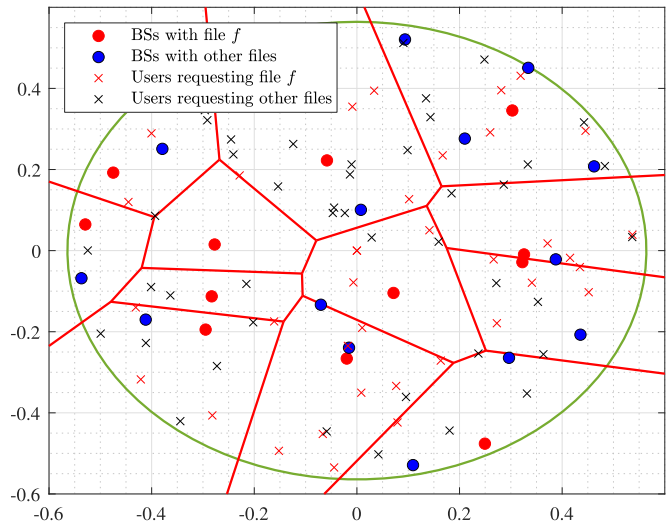 BSs with file f
BSs with other files
Users requesting file f
Users requesting other files
0.4
0.2
0
-0.2
-0.4
-0.6
-0.6 -0.4 -0.2 0 0.2 0.4